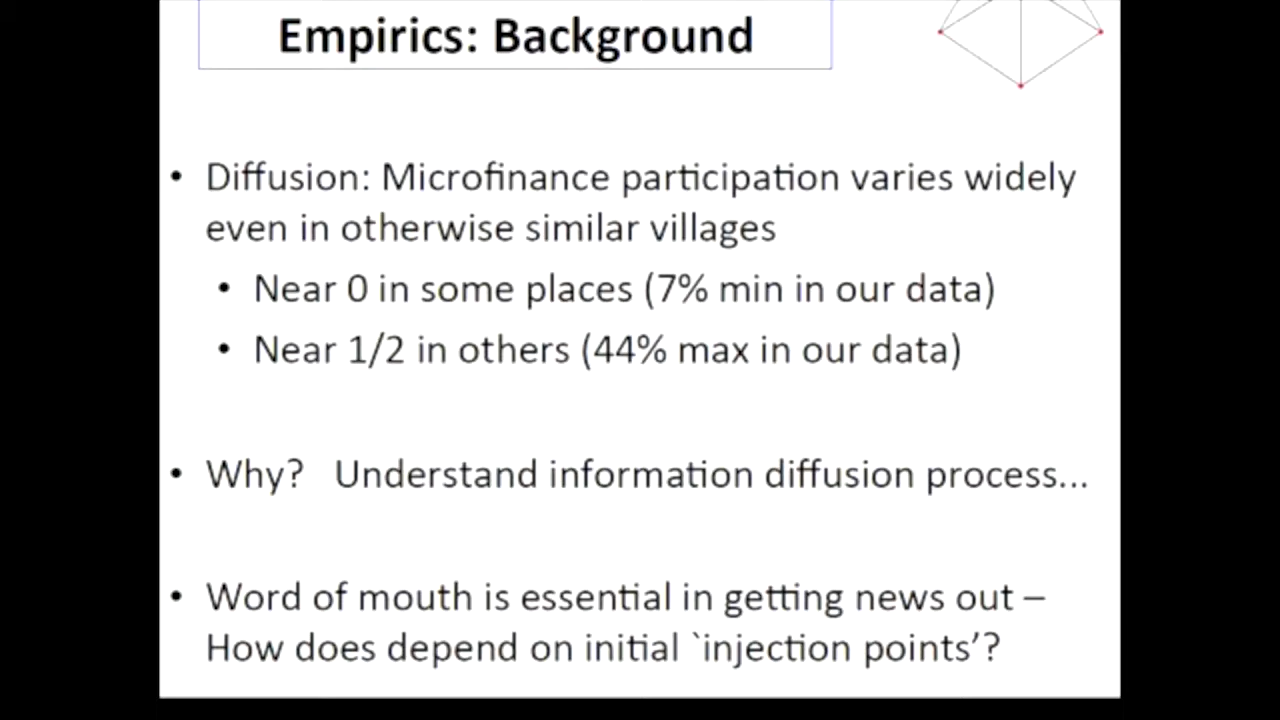 Empirics: Background
• Diffusion: Microfinance participation varies widely
even in otherwise similar villages
• Near 0 in some places (7% min in our data)
• Near 1/2 in others (44% max in our data)
• Why? Understand information diffusion process...
• Word of mouth is essential in getting news out –
How does depend on initial `injection points’?